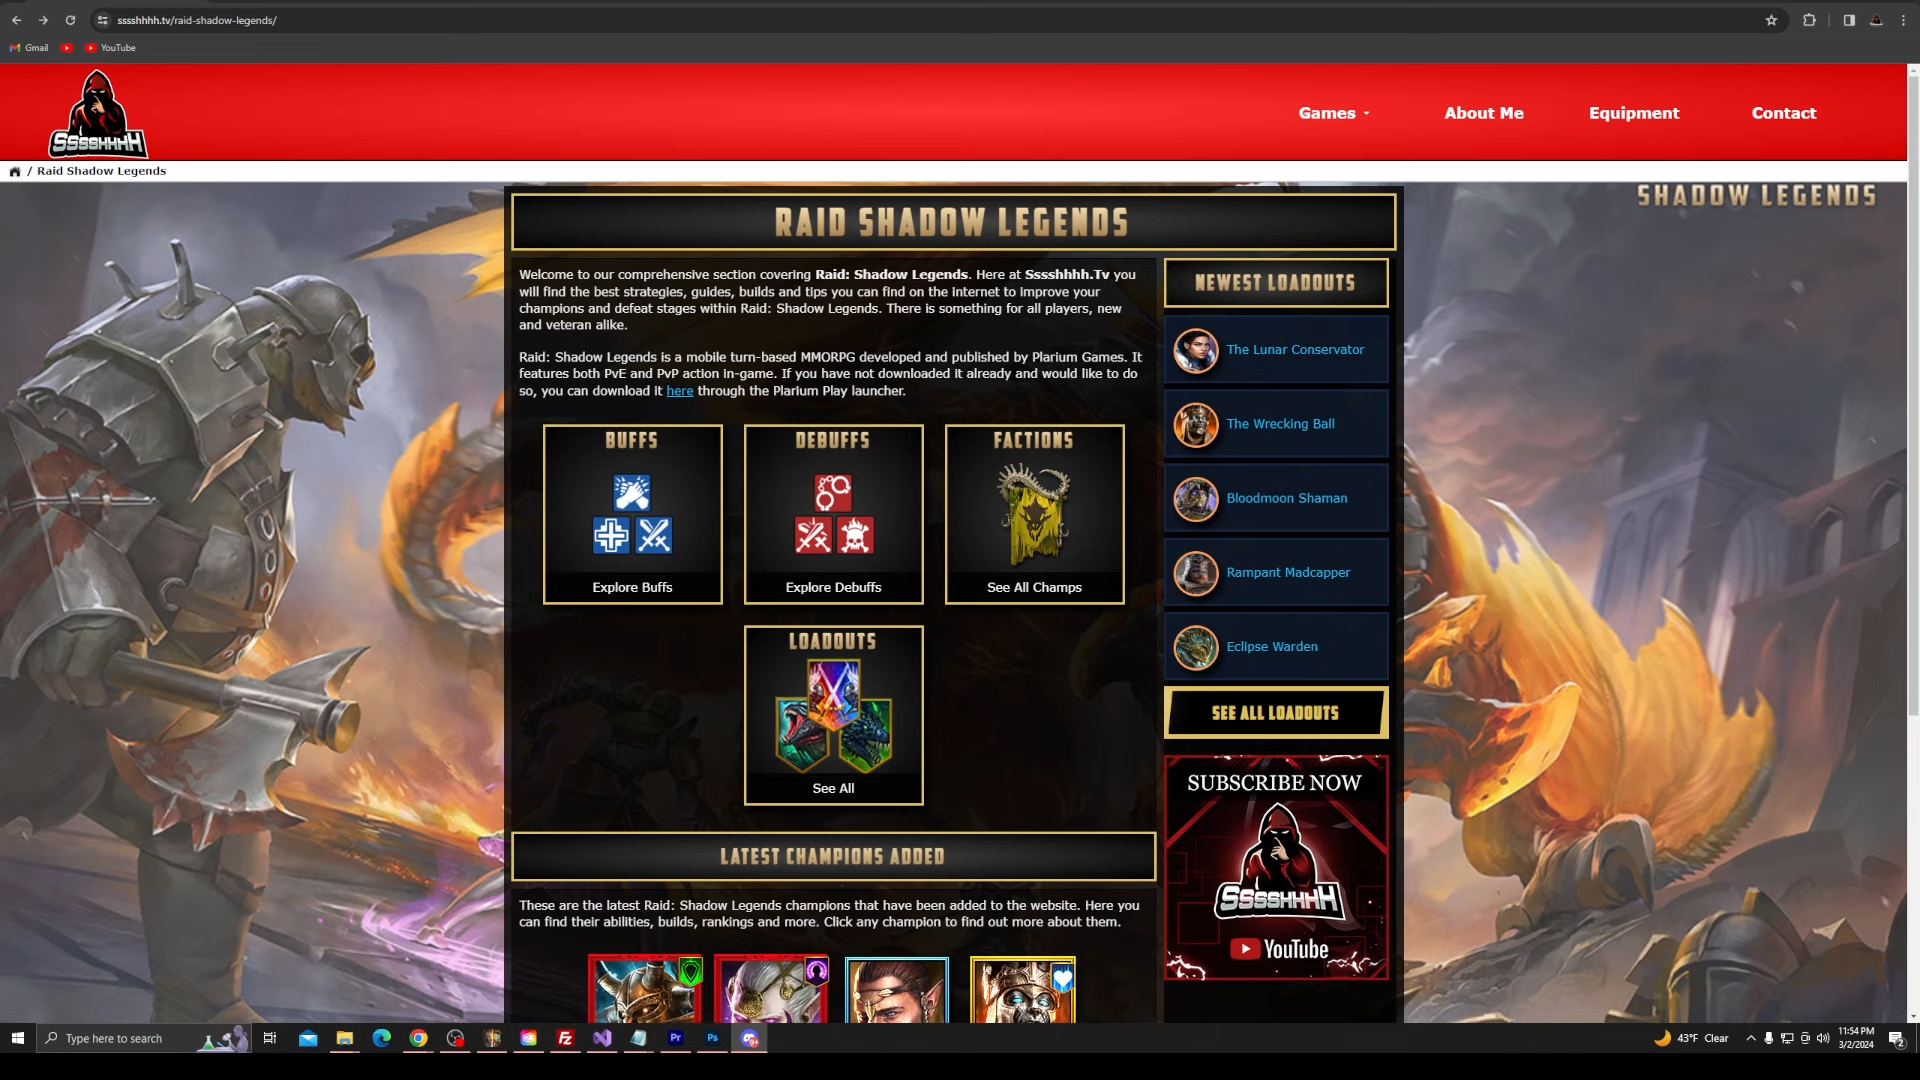 sssshhhh.tv/raid-shadow-legends/
Gmail
YouTube
SSSSHHHH
Games
About Me
Equipment
Contact
/ Raid Shadow Legends
SHADOW LEGENDS
RAID SHADOW LEGENDS
Welcome to our comprehensive section covering Raid: Shadow Legends. Here at Sssshhhh.Tv you
will find the best strategies, guides, builds and tips you can find on the internet to improve your
champions and defeat stages within Raid: Shadow Legends. There is something for all players, new
and veteran alike.
Raid: Shadow Legends is a mobile turn-based MMORPG developed and published by Plarium Games. It
features both PvE and PvP action in-game. If you have not downloaded it already and would like to do
so, you can download it here through the Plarium Play launcher.
BUFFS
Explore Buffs
DEBUFFS
Explore Debuffs
FACTIONS
See All Champs
LOADOUTS
See All
LATEST CHAMPIONS ADDED
These are the latest Raid: Shadow Legends champions that have been added to the website. Here you
can find their abilities, builds, rankings and more. Click any champion to find out more about them.
NEWEST LOADOUTS
The Lunar Conservator
The Wrecking Ball
Bloodmoon Shaman
Rampant Madcapper
Eclipse Warden
SEE ALL LOADOUTS
SUBSCRIBE NOW
SSSSHHHH
YouTube
Type here to search
Fz
Pr
Ps
9+
43°F Clear
11:54 PM
3/2/2024
2